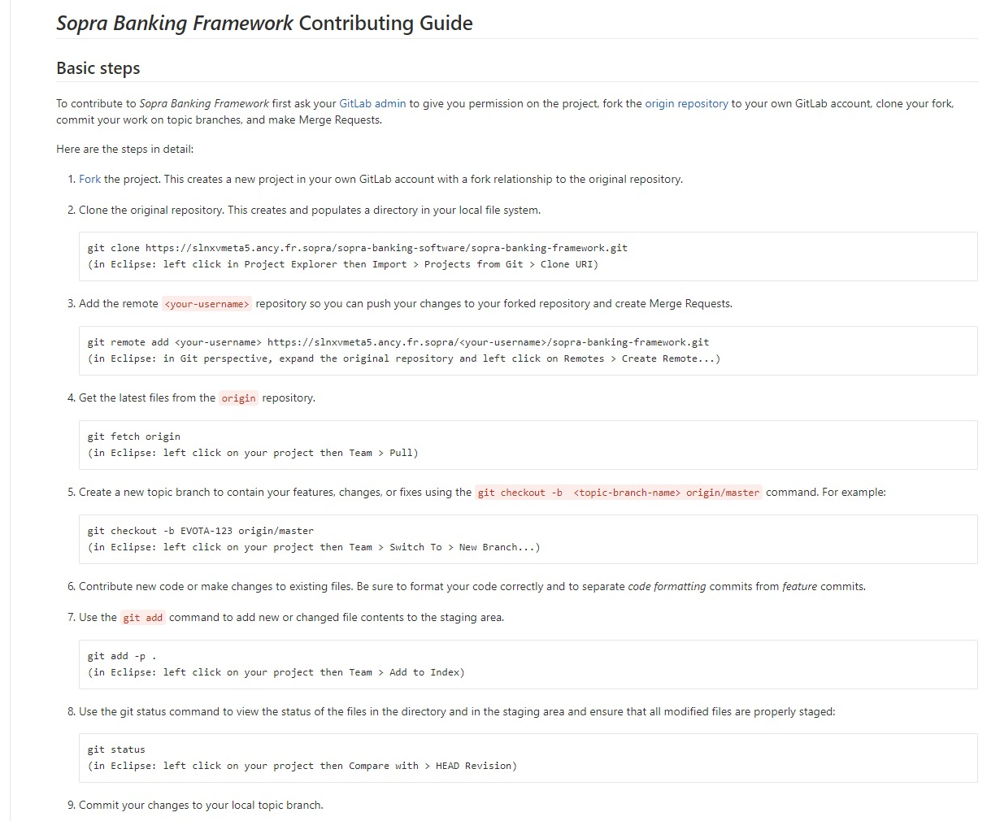 Sopra Banking Framework Contributing Guide
Basic steps
To contribute to Sopra Banking Framework first ask your GitLab admin to give you permission on the project, fork the origin repository to your own GitLab account, clone your fork,
commit your work on topic branches, and make Merge Requests.
Here are the steps in detail:
1. Fork the project. This creates a new project in your own GitLab account with a fork relationship to the original repository.
2. Clone the original repository. This creates and populates a directory in your local file system.
git clone https://slnxvmeta5.ancy.fr.sopra/sopra-banking-software/sopra-banking-framework.git
(in Eclipse: left click in Project Explorer then Import > Projects from Git > Clone URI)
3. Add the remote <your-username> repository so you can push your changes to your forked repository and create Merge Requests.
git remote add <your-username> https://slnxvmeta5.ancy.fr.sopra/<your-username>/sopra-banking-framework.git
(in Eclipse: in Git perspective, expand the original repository and left click on Remotes > Create Remote...)
4. Get the latest files from the origin repository.
git fetch origin
(in Eclipse: left click on your project then Team > Pull)
5. Create a new topic branch to contain your features, changes, or fixes using the git checkout -b  <topic-branch-name> origin/master command. For example:
git checkout -b EVOTA-123 origin/master
(in Eclipse: left click on your project then Team > Switch To > New Branch...)
6. Contribute new code or make changes to existing files. Be sure to format your code correctly and to separate code formatting commits from feature commits.
7. Use the git add command to add new or changed file contents to the staging area.
git add -p .
(in Eclipse: left click on your project then Team > Add to Index)
8. Use the git status command to view the status of the files in the directory and in the staging area and ensure that all modified files are properly staged:
git status
(in Eclipse: left click on your project then Compare with > HEAD Revision)
9. Commit your changes to your local topic branch.